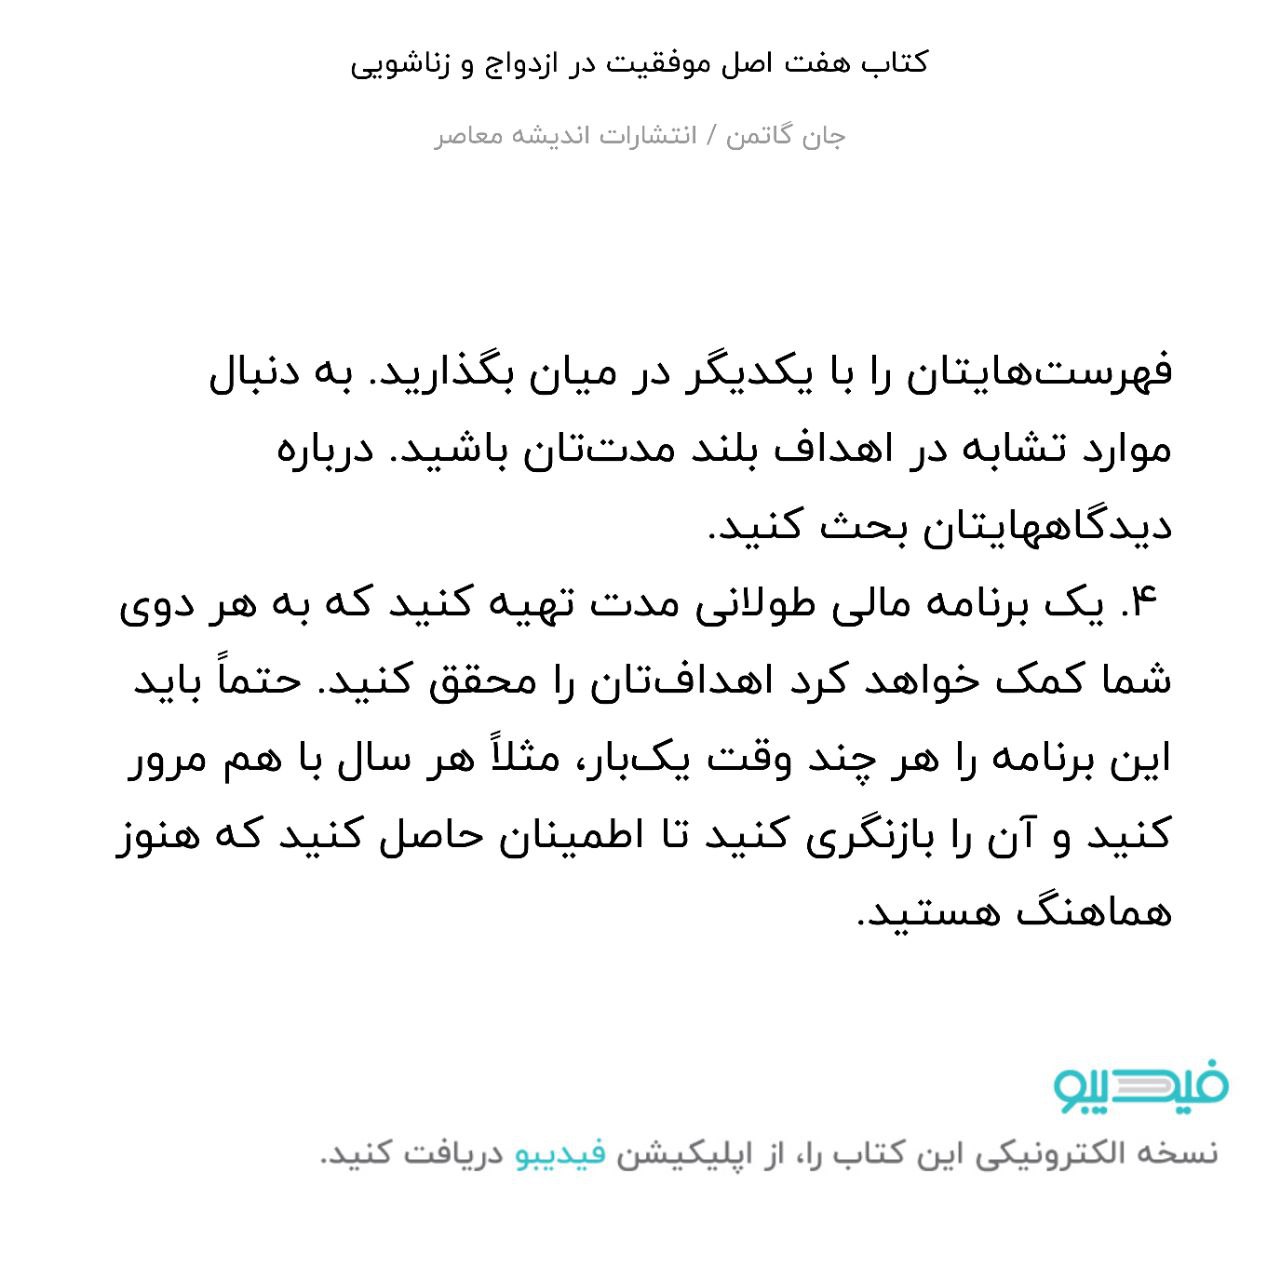 کتاب هفت اصل موفقیت در ازدواج و زناشویی
جان گاتمن / انتشارات اندیشه معاصر
فهرست‌هایتان را با یکدیگر در میان بگذارید. به دنبال
موارد تشابه در اهداف بلند مدت‌تان باشید. درباره
دیدگاههایتان بحث کنید.
۴. یک برنامه مالی طولانی مدت تهیه کنید که به هر دوی
شما کمک خواهد کرد اهداف‌تان را محقق کنید. حتماً باید
این برنامه را هر چند وقت یک‌بار، مثلاً هر سال با هم مرور
کنید و آن را بازنگری کنید تا اطمینان حاصل کنید که هنوز
هماهنگ هستید.
فیدیبو
نسخه الکترونیکی این کتاب را، از اپلیکیشن فیدیبو دریافت کنید.